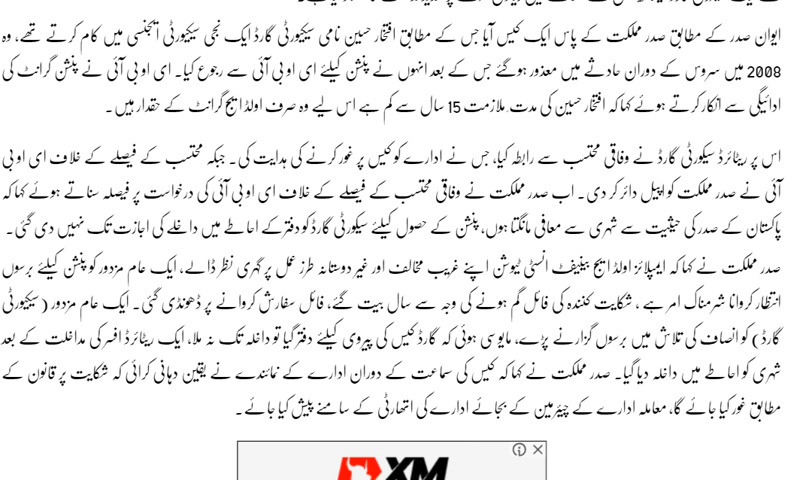 ایوان صدر کے مطابق صدر مملکت کے پاس ایک کیس آیا جس کے مطابق افتخار حسین نامی سیکیورٹی گارڈ ایک نجی سیکیورٹی ایجنسی میں کام کرتے تھے، وہ
2008 میں سروس کے دوران حادثے میں معذور ہوگئے جس کے بعد انہوں نے پنشن کیلئے ای او بی آئی سے رجوع کیا۔ ای او بی آئی نے پنشن گرانٹ کی
ادائیگی سے انکار کرتے ہوئے کہا کہ افتخار حسین کی مدت ملازمت 15 سال سے کم ہے اس لیے وہ صرف اولڈ ایج گرانٹ کے حقدار ہیں۔
اس پر ریٹائرڈ سیکورٹی گارڈ نے وفاقی محتسب سے رابطہ کیا، جس نے ادارے کو کیس پر غور کرنے کی ہدایت کی۔ جبکہ محتسب کے فیصلے کے خلاف ای او بی
آئی نے صدر مملکت کو اپیل دائر کر دی۔ اب صدر مملکت نے وفاقی محتسب کے فیصلے کے خلاف ای او بی آئی کی درخواست پر فیصلہ سناتے ہوئے کہا کہ
پاکستان کے صدر کی حیثیت سے شہری سے معافی مانگتا ہوں، پنشن کے حصول کیلئے سیکورٹی گارڈ کو دفتر کے احاطے میں داخلے کی اجازت تک نہیں دی گئی۔
صدر مملکت نے کہا کہ ایمپلائز اولڈ ایج بینیفٹ انسٹی ٹیوشن اپنے غریب مخالف اور غیر دوستانہ طرز عمل پر گہری نظر ڈالے، ایک عام مزدور کو پنشن کیلئے برسوں
انتظار کروانا شرمناک امر ہے ، شکایت کنندہ کی فائل گم ہونے کی وجہ سے سال بیت گئے، فائل سفارش کروانے پر ڈھونڈی گئی۔ ایک عام مزدور (سیکیورٹی
گارڈ) کو انصاف کی تلاش میں برسوں گزارنے پڑے، مایوسی ہوئی کہ گارڈ کیس کی پیروی کیلئے دفتر گیا تو داخلہ تک نہ ملا، ایک ریٹائرڈ افسر کی مداخلت کے بعد
شہری کو احاطے میں داخلہ دیا گیا۔ صدر مملکت نے کہا کہ کیس کی سماعت کے دوران ادارے کے نمائندے نے یقین دہانی کرائی کہ شکایت پر قانون کے
مطابق غور کیا جائے گا، معاملہ ادارے کے چیئرمین کے بجائے ادارے کی اتھارٹی کے سامنے پیش کیا جائے۔
XM